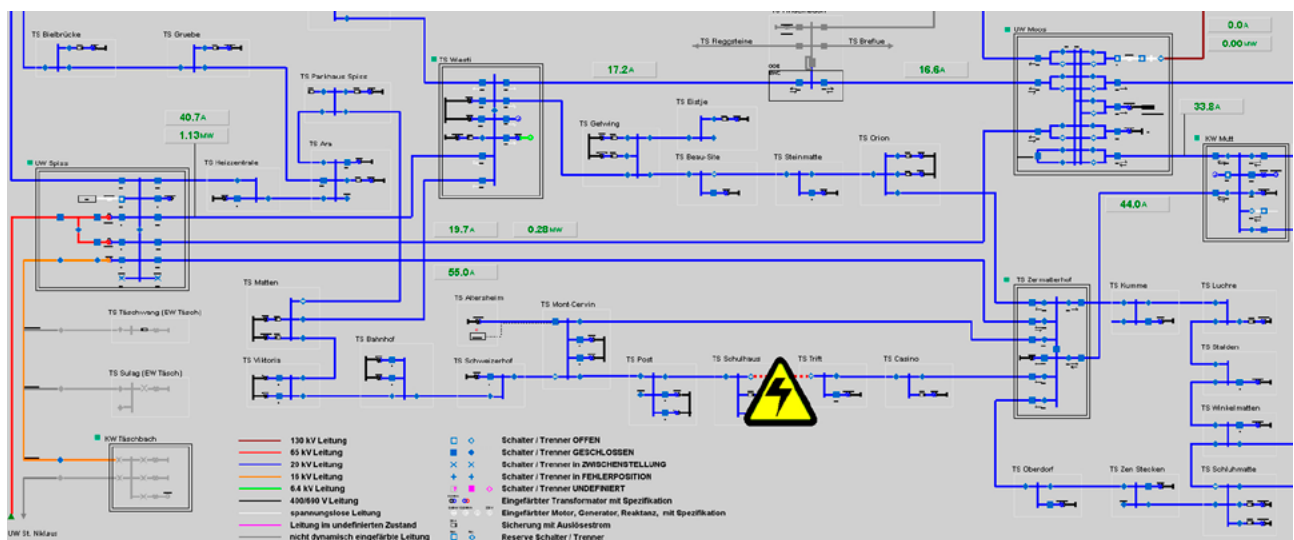 TS Bielbrücke
TS Gruebe
TS Parkhaus Spiss
TS Wiesti
17.2A
TS Reggsteine
TS Breflue
16.6A
UW Moos
0.0A
0.00MW
40.7A
1.13MW
33.8A
TS Eistje
TS Getwing
TS Ara
TS Orion
KW Mutt
UW Spiss
TS Heizzentrale
TS Beau-Site
TS Steinmatte
44.0A
19.7A
0.28MW
55.0A
TS Matten
TS Altersheim
TS Mont Cervin
TS Zermatterhof
TS Kumme
TS Luchre
TS Täschwang (EW Täsch)
TS Bahnhof
TS Viktoria
TS Schweizerhof
TS Post
TS Schulhaus
TS Trift
TS Casino
TS Stalden
TS Sulag (EW Täsch)
TS Winkelmatten
KW Täschbach
130 kV Leitung
65 kV Leitung
20 kV Leitung
16 kV Leitung
6.4 kV Leitung
400/690 V Leitung
spannungslose Leitung
Leitung im undefinierten Zustand
nicht dynamisch eingefärbte Leitung
Schalter / Trenner OFFEN
Schalter / Trenner GESCHLOSSEN
Schalter / Trenner in ZWISCHENSTELLUNG
Schalter / Trenner in FEHLERPOSITION
Schalter / Trenner UNDEFINIERT
Eingefärbter Transformator mit Spezifikation
Eingefärbter Motor, Generator, Reaktanz, mit Spezifikation
Sicherung mit Auslösestrom
Reserve Schalter / Trenner
TS Oberdorf
TS Zen Stecken
TS Schluhmatte
UW St. Niklaus